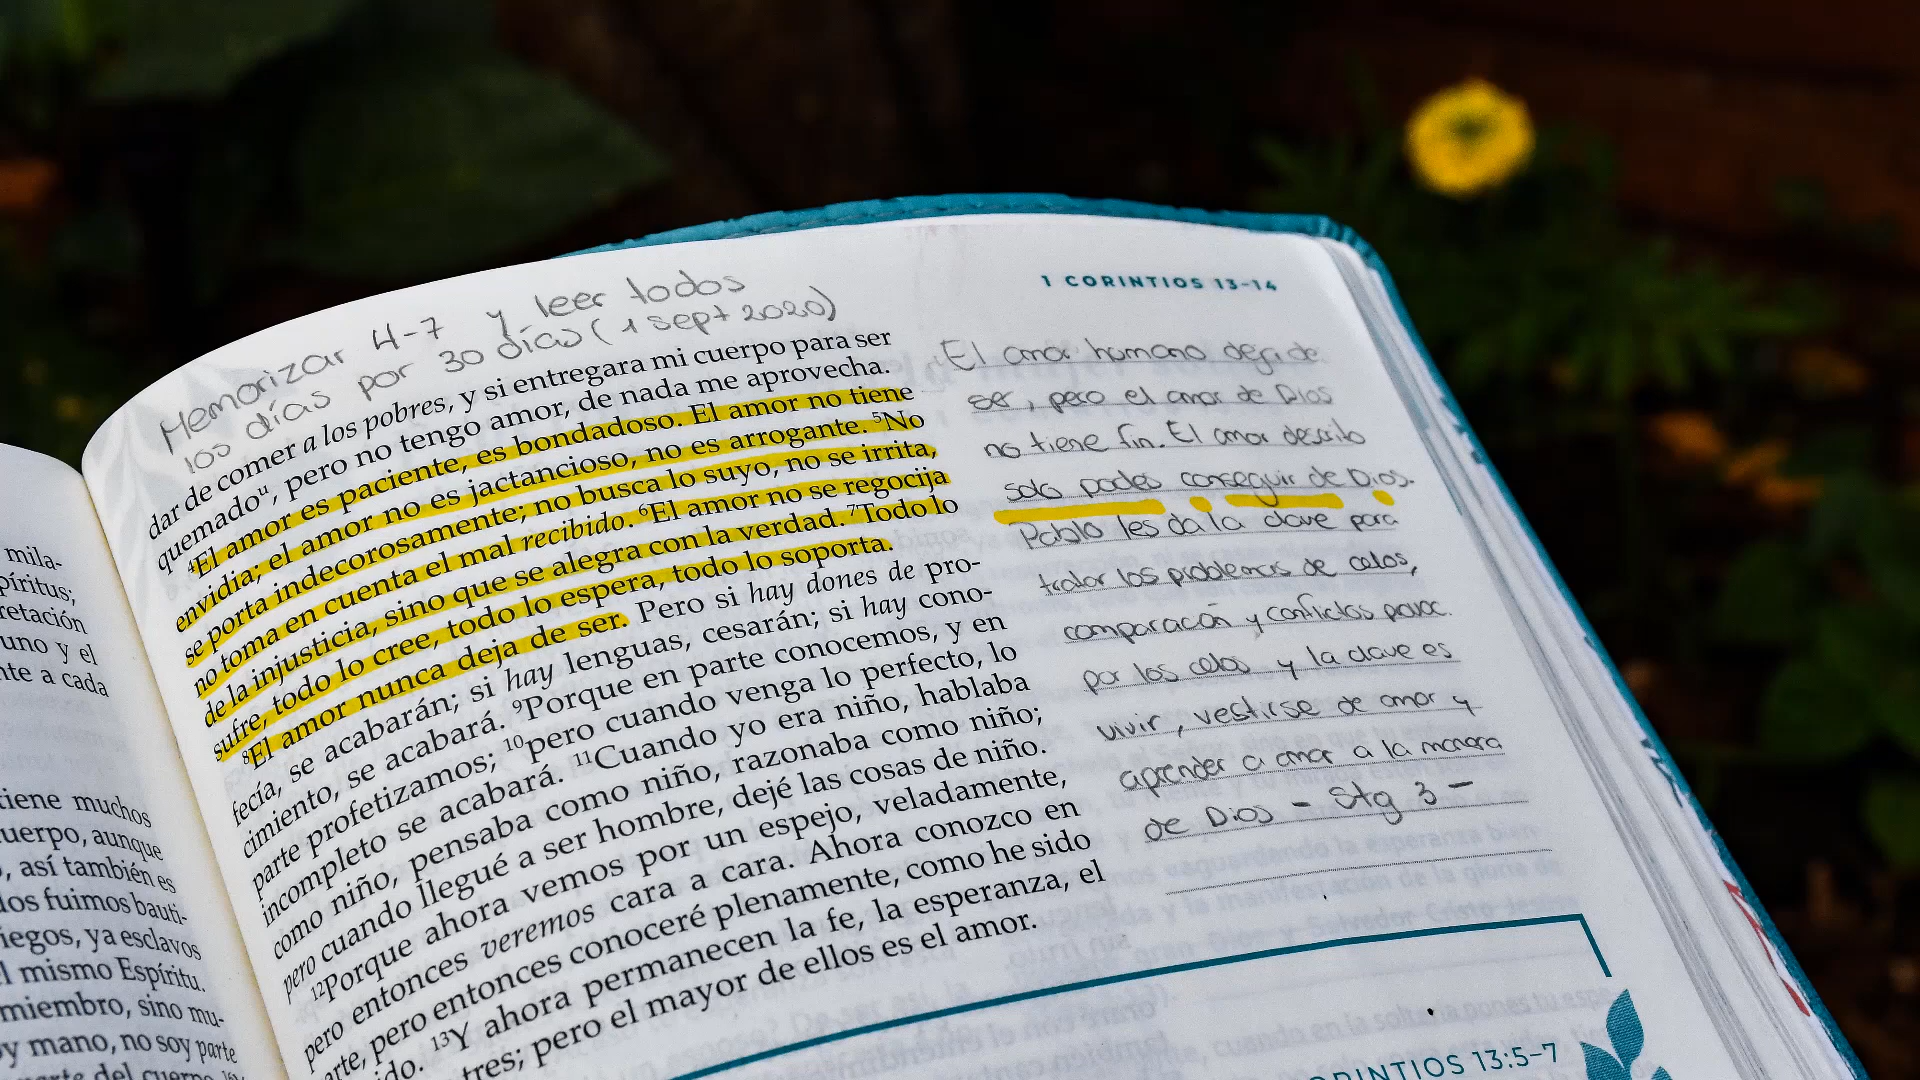 mila-
píritus;
retación
uno y el
nte a cada
tiene muchos
uerpo, aunque
, así también es
dos fuimos bauti-
iegos, ya esclavos
l mismo Espíritu.
miembro, sino mu-
oy mano, no soy parte
parte del cuerpo
1 CORINTIOS 13-14
Memorizar 4-7 y leer todos
los días por 30 días (1 sept 2020)
dar de comer a los pobres, y si entregara mi cuerpo para ser
quemadoᵘ, pero no tengo amor, de nada me aprovecha.
⁴El amor es paciente, es bondadoso. El amor no tiene
envidia; el amor no es jactancioso, no es arrogante. ⁵No
se porta indecorosamente; no busca lo suyo, no se irrita,
no toma en cuenta el mal recibido. ⁶El amor no se regocija
de la injusticia, sino que se alegra con la verdad. ⁷Todo lo
sufre, todo lo cree, todo lo espera, todo lo soporta.
⁸El amor nunca deja de ser. Pero si hay dones de pro-
fecía, se acabarán; si hay lenguas, cesarán; si hay cono-
cimiento, se acabará. ⁹Porque en parte conocemos, y en
parte profetizamos; ¹⁰pero cuando venga lo perfecto, lo
incompleto se acabará. ¹¹Cuando yo era niño, hablaba
como niño, pensaba como niño, razonaba como niño;
pero cuando llegué a ser hombre, dejé las cosas de niño.
¹²Porque ahora vemos por un espejo, veladamente,
pero entonces veremos cara a cara. Ahora conozco en
arte, pero entonces conoceré plenamente, como he sido
ido. ¹³Y ahora permanecen la fe, la esperanza, el
tres; pero el mayor de ellos es el amor.
El amor humano deja de
ser, pero el amor de Dios
no tiene fin. El amor descrito
solo podes conseguir de Dios.
Pablo les da la clave para
tratar los problemas de celos,
comparación y conflictos provoc.
por los celos y la clave es
vivir, vestirse de amor y
aprender a amar a la manera
de Dios - Stg 3 -
ORINTIOS 13:5-7